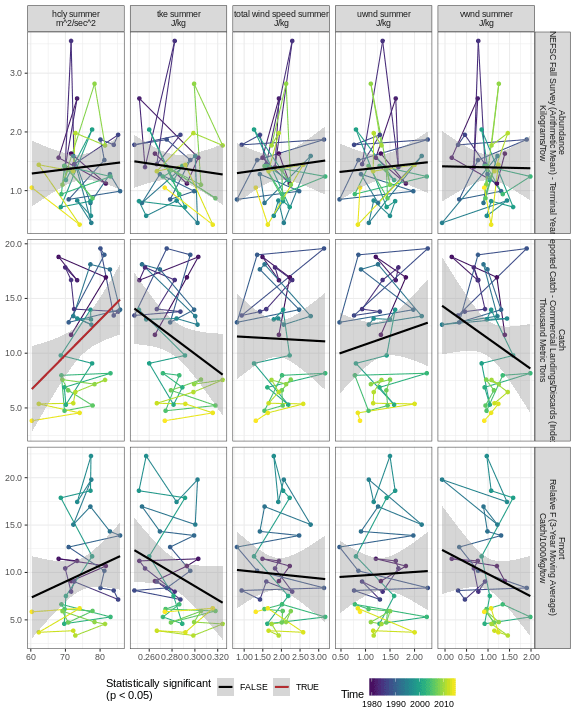 hcly summer
m^2/sec^2
tke summer
J/kg
total wind speed summer
J/kg
uwnd summer
J/kg
vwnd summer
J/kg
3.0
2.0
1.0
Abundance
NEFSC Fall Survey (Arithmetic Mean) - Terminal Year
Kilograms/Tow
20.0
15.0
10.0
5.0
Catch
Commercial Landings/Discards
Thousand Metric Tons
20.0
15.0
10.0
5.0
Fmort
Relative F (3-Year Moving Average)
Catch/1000/kg/tow
60 70 80
0.260 0.280 0.300 0.320
1.00 1.50 2.00 2.50 3.00
0.50 1.00 1.50 2.00
0.00 0.50 1.00 1.50 2.00
Statistically significant
(p < 0.05)
FALSE
TRUE
Time
1980 1990 2000 2010